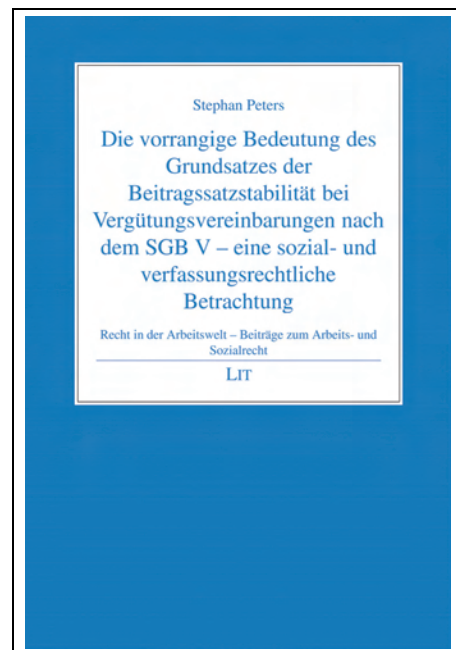 Stephan Peters
Die vorrangige Bedeutung des
Grundsatzes der
Beitragssatzstabilität bei
Vergütungsvereinbarungen nach
dem SGB V – eine sozial- und
verfassungsrechtliche
Betrachtung
Recht in der Arbeitswelt – Beiträge zum Arbeits- und
Sozialrecht
LIT